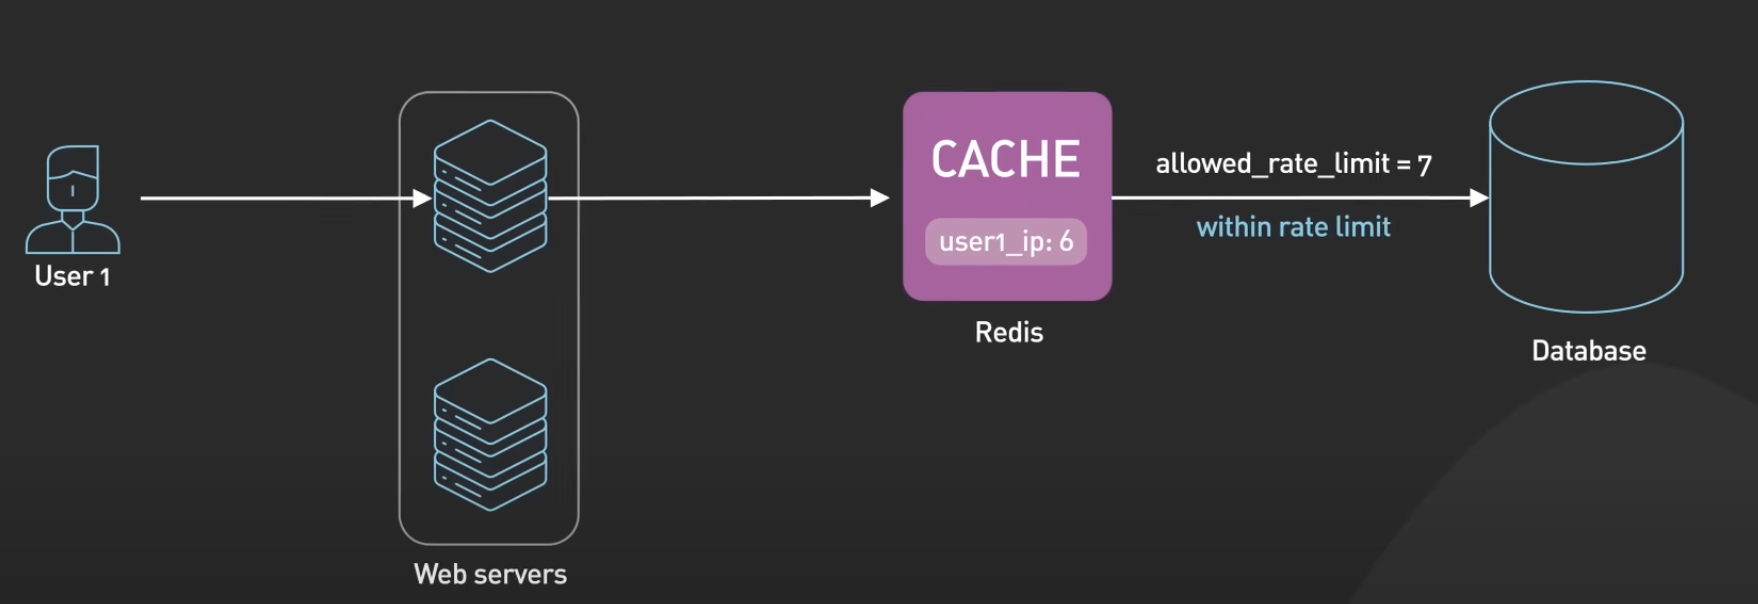 User 1
Web servers
CACHE
user1_ip: 6
Redis
allowed_rate_limit = 7
within rate limit
Database